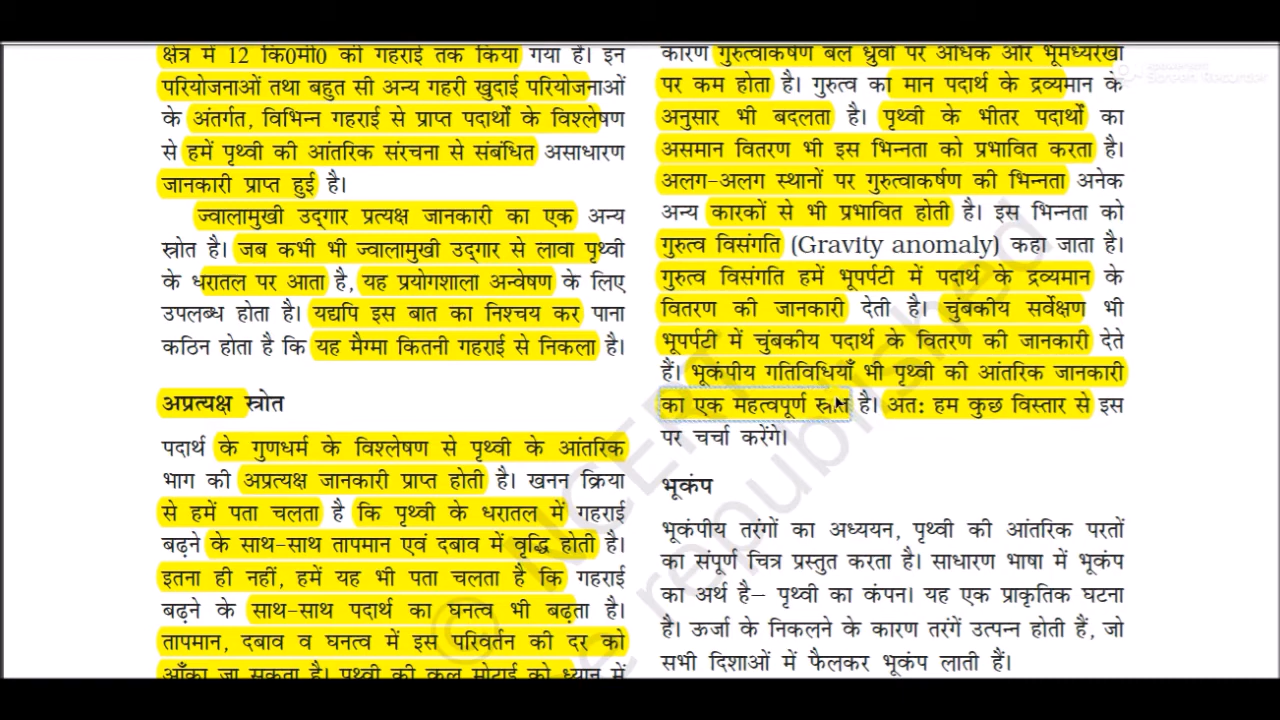 क्षेत्र में 12 कि0मी0 की गहराई तक किया गया है। इन
परियोजनाओं तथा बहुत सी अन्य गहरी खुदाई परियोजनाओं
के अंतर्गत, विभिन्न गहराई से प्राप्त पदार्थों के विश्लेषण
से हमें पृथ्वी की आंतरिक संरचना से संबंधित असाधारण
जानकारी प्राप्त हुई है।
ज्वालामुखी उद्गार प्रत्यक्ष जानकारी का एक अन्य
स्रोत है। जब कभी भी ज्वालामुखी उद्गार से लावा पृथ्वी
के धरातल पर आता है, यह प्रयोगशाला अन्वेषण के लिए
उपलब्ध होता है। यद्यपि इस बात का निश्चय कर पाना
कठिन होता है कि यह मैग्मा कितनी गहराई से निकला है।
अप्रत्यक्ष स्रोत
पदार्थ के गुणधर्म के विश्लेषण से पृथ्वी के आंतरिक
भाग की अप्रत्यक्ष जानकारी प्राप्त होती है। खनन क्रिया
से हमें पता चलता है कि पृथ्वी के धरातल में गहराई
बढ़ने के साथ-साथ तापमान एवं दबाव में वृद्धि होती है।
इतना ही नहीं, हमें यह भी पता चलता है कि गहराई
बढ़ने के साथ-साथ पदार्थ का घनत्व भी बढ़ता है।
तापमान, दबाव व घनत्व में इस परिवर्तन की दर को
आँका जा सकता है। पृथ्वी की कुल मोटाई को ध्यान में
कारण गुरुत्वाकर्षण बल ध्रुवों पर अधिक और भूमध्यरेखा
पर कम होता है। गुरुत्व का मान पदार्थ के द्रव्यमान के
अनुसार भी बदलता है। पृथ्वी के भीतर पदार्थों का
असमान वितरण भी इस भिन्नता को प्रभावित करता है।
अलग-अलग स्थानों पर गुरुत्वाकर्षण की भिन्नता अनेक
अन्य कारकों से भी प्रभावित होती है। इस भिन्नता को
गुरुत्व विसंगति (Gravity anomaly) कहा जाता है।
गुरुत्व विसंगति हमें भूपर्पटी में पदार्थ के द्रव्यमान के
वितरण की जानकारी देती है। चुंबकीय सर्वेक्षण भी
भूपर्पटी में चुंबकीय पदार्थ के वितरण की जानकारी देते
हैं। भूकंपीय गतिविधियाँ भी पृथ्वी की आंतरिक जानकारी
का एक महत्वपूर्ण स्रोत है। अत: हम कुछ विस्तार से इस
पर चर्चा करेंगे।
भूकंप
भूकंपीय तरंगों का अध्ययन, पृथ्वी की आंतरिक परतों
का संपूर्ण चित्र प्रस्तुत करता है। साधारण भाषा में भूकंप
का अर्थ है– पृथ्वी का कंपन। यह एक प्राकृतिक घटना
है। ऊर्जा के निकलने के कारण तरंगें उत्पन्न होती हैं, जो
सभी दिशाओं में फैलकर भूकंप लाती हैं।
© NCERT
be republished
Screen Recorder